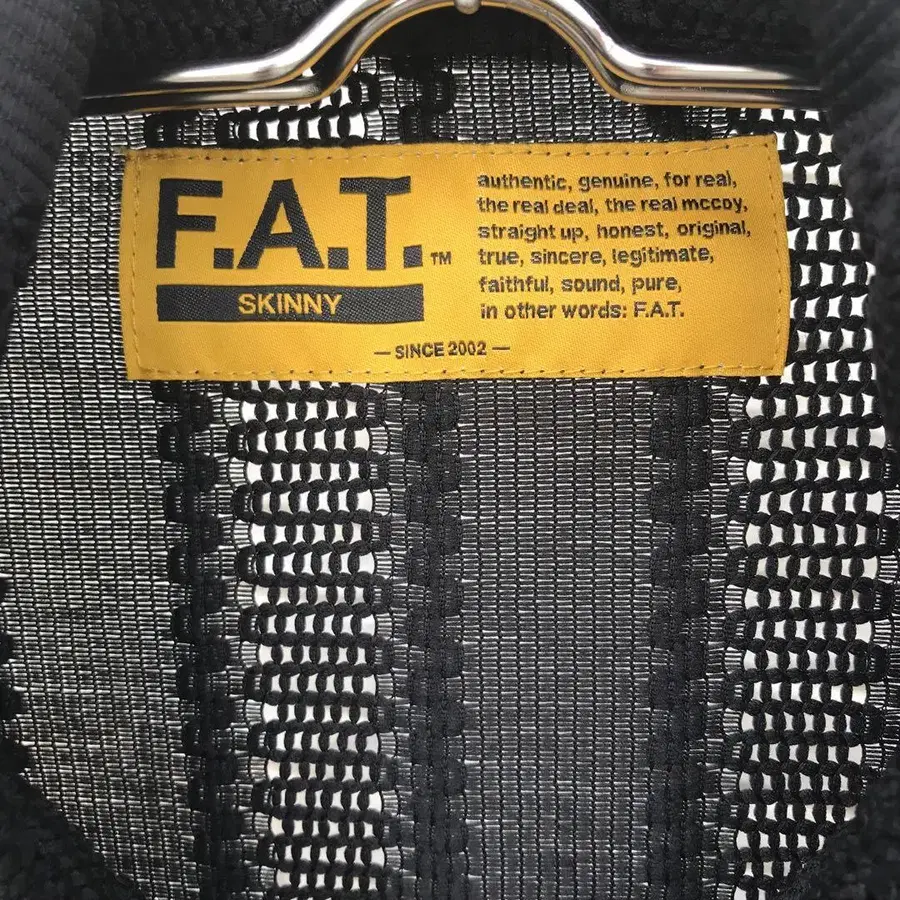 F.A.T.™
SKINNY
authentic, genuine, for real,
the real deal, the real mccoy,
straight up, honest, original,
true, sincere, legitimate,
faithful, sound, pure,
in other words: F.A.T.
— SINCE 2002 —